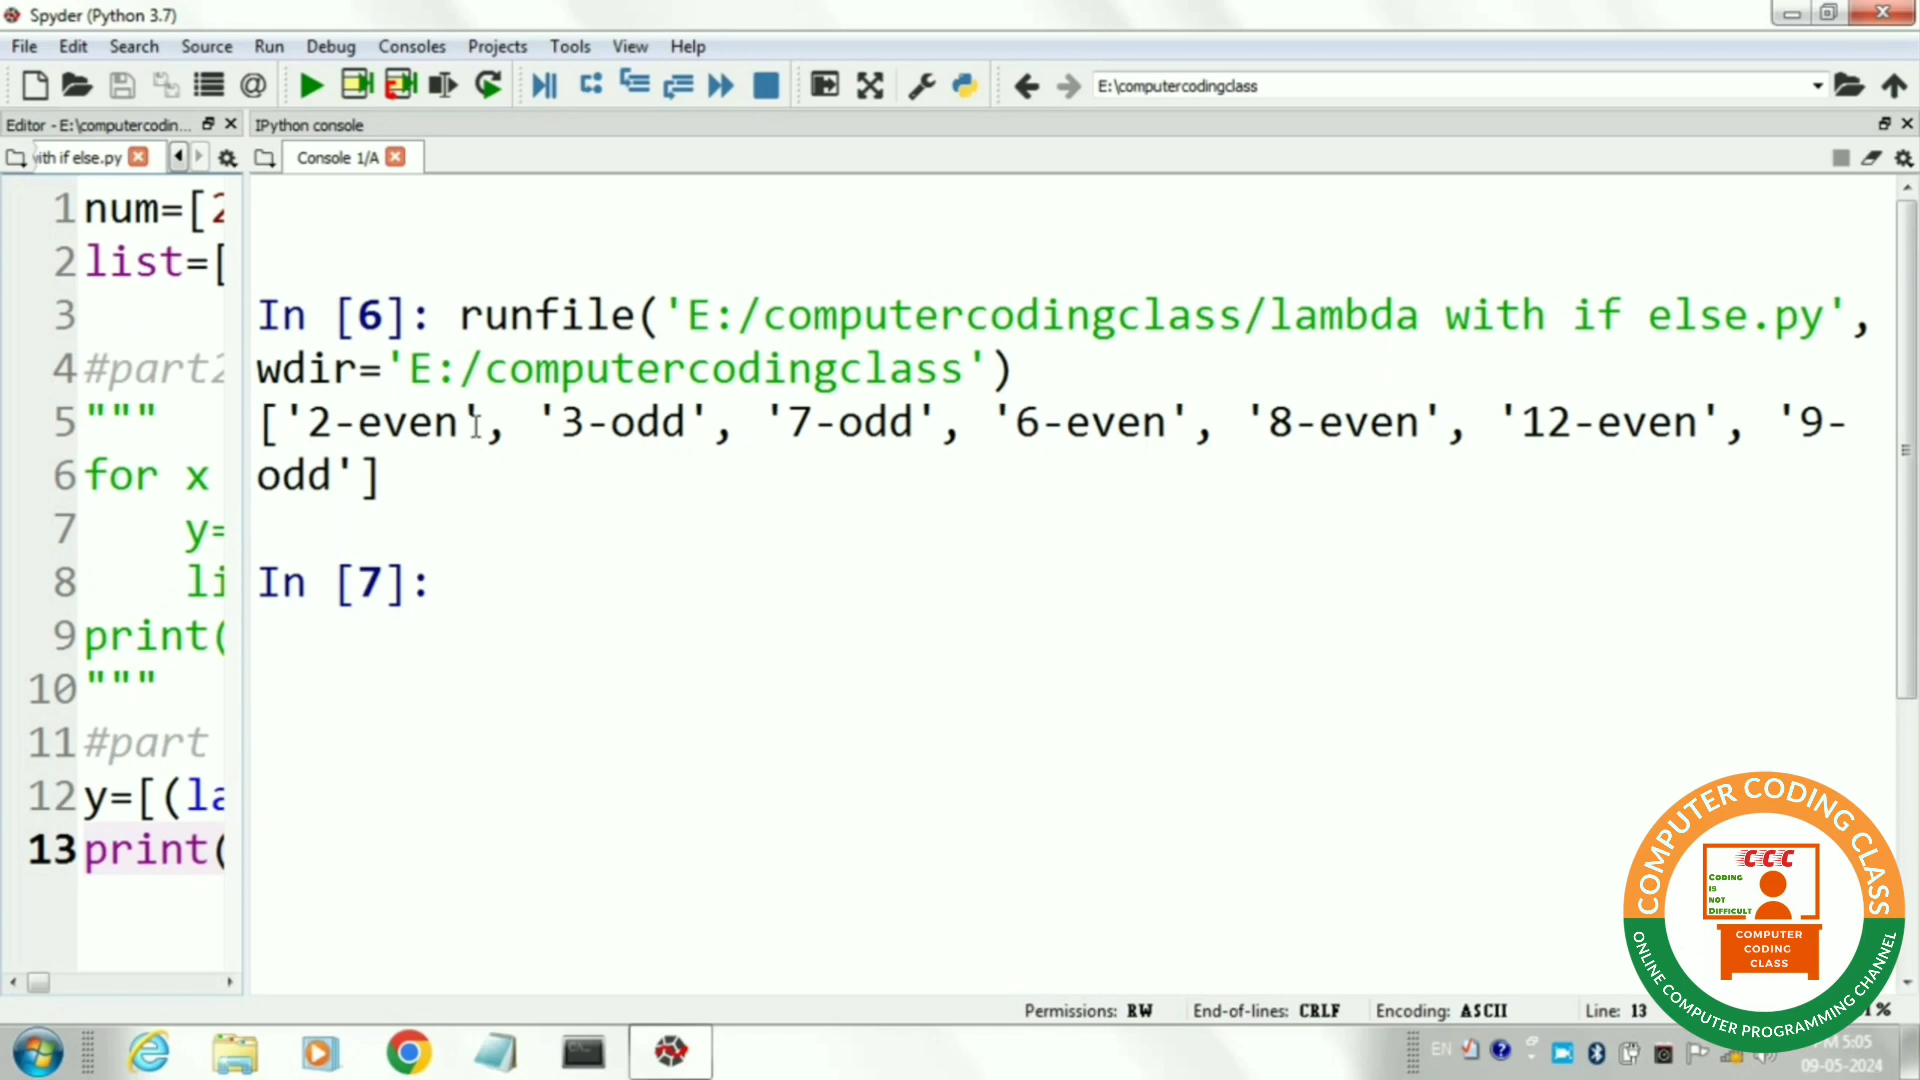 Spyder (Python 3.7)
File Edit Search Source Run Debug Consoles Projects Tools View Help
E:\computercodingclass
Editor - E:\computercodin...
IPython console
with if else.py
Console 1/A
1 num=[2
2 list=[
3
4 #part2
5 """
6 for x
7 y=
8 li
9 print(
10 """
11 #part
12 y=[(la
13 print(
In [6]: runfile('E:/computercodingclass/lambda with if else.py',
wdir='E:/computercodingclass')
['2-even', '3-odd', '7-odd', '6-even', '8-even', '12-even', '9-
odd']
In [7]:
COMPUTER CODING CLASS
CCC
CODING
IS
NOT
DIFFICULT
COMPUTER
CODING
CLASS
ONLINE COMPUTER PROGRAMMING CHANNEL
Permissions: RW End-of-lines: CRLF Encoding: ASCII Line: 13 %
EN
PM 5:05
09-05-2024